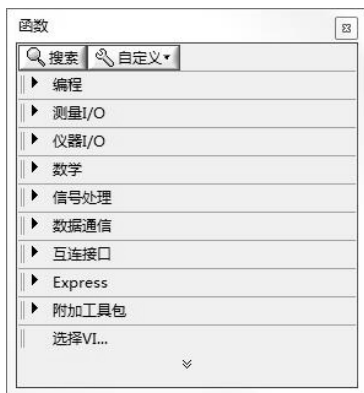 函数
搜索 自定义
编程
测量I/O
仪器I/O
数学
信号处理
数据通信
互连接口
Express
附加工具包
选择VI...